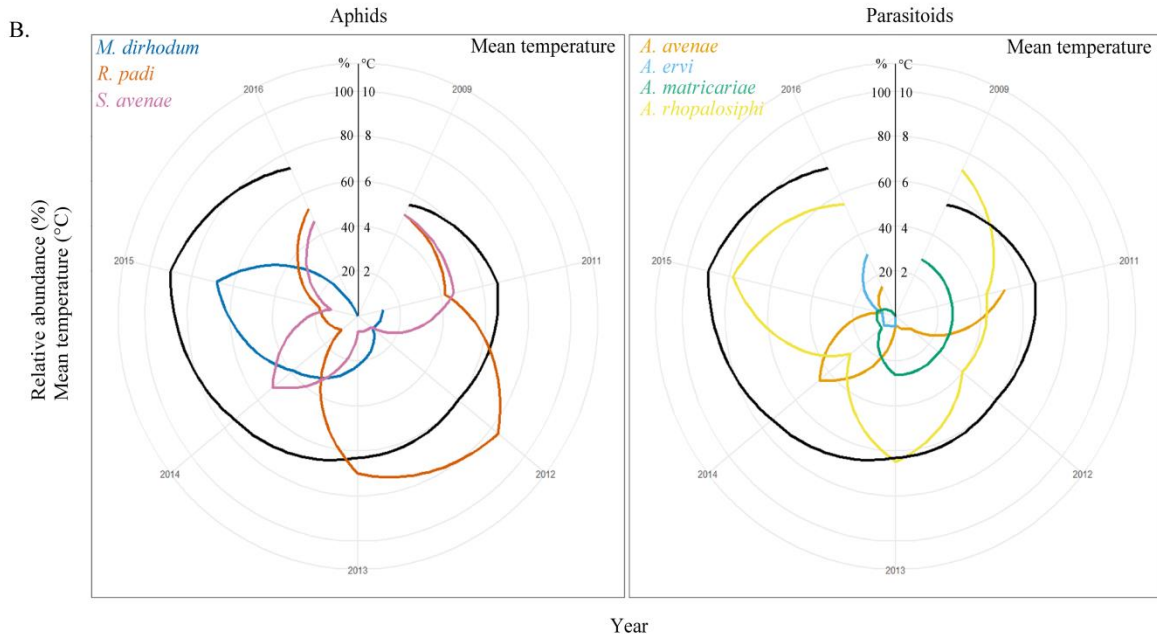 B.
Aphids
Parasitoids
M. dirhodum
R. padi
S. avenae
Mean temperature
% °C
100 10
80 8
60 6
40 4
20 2
2009
2011
2012
2013
2014
2015
2016
A. avenae
A. ervi
A. matricariae
A. rhopalosiphi
Mean temperature
% °C
100 10
80 8
60 6
40 4
20 2
2009
2011
2012
2013
2014
2015
2016
Relative abundance (%)
Mean temperature (°C)
Year